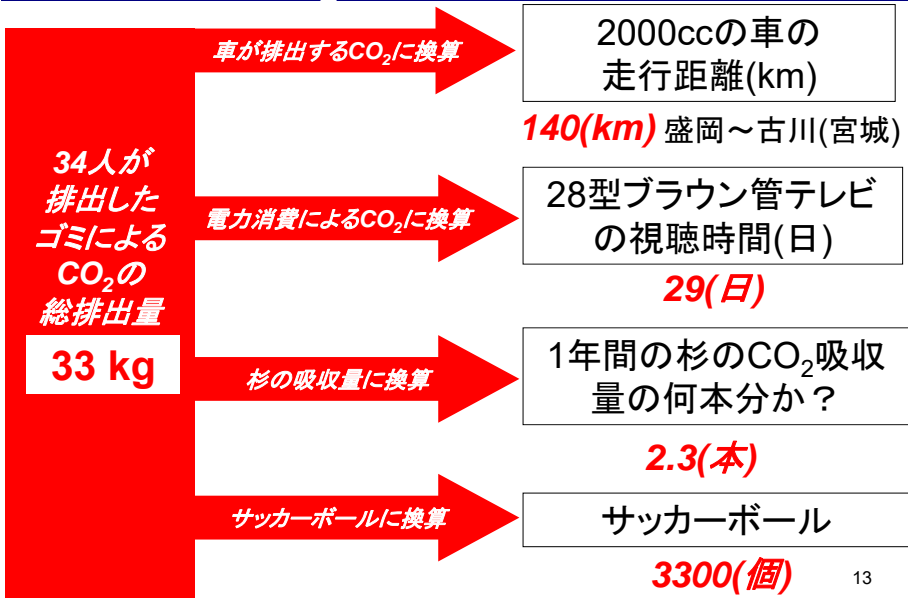 34人が
排出した
ゴミによる
CO₂の
総排出量
33 kg
車が排出するCO₂に換算
2000ccの車の
走行距離(km)
140(km) 盛岡～古川(宮城)
電力消費によるCO₂に換算
28型ブラウン管テレビ
の視聴時間(日)
29(日)
杉の吸収量に換算
1年間の杉のCO₂吸収
量の何本分か？
2.3(本)
サッカーボールに換算
サッカーボール
3300(個)
13